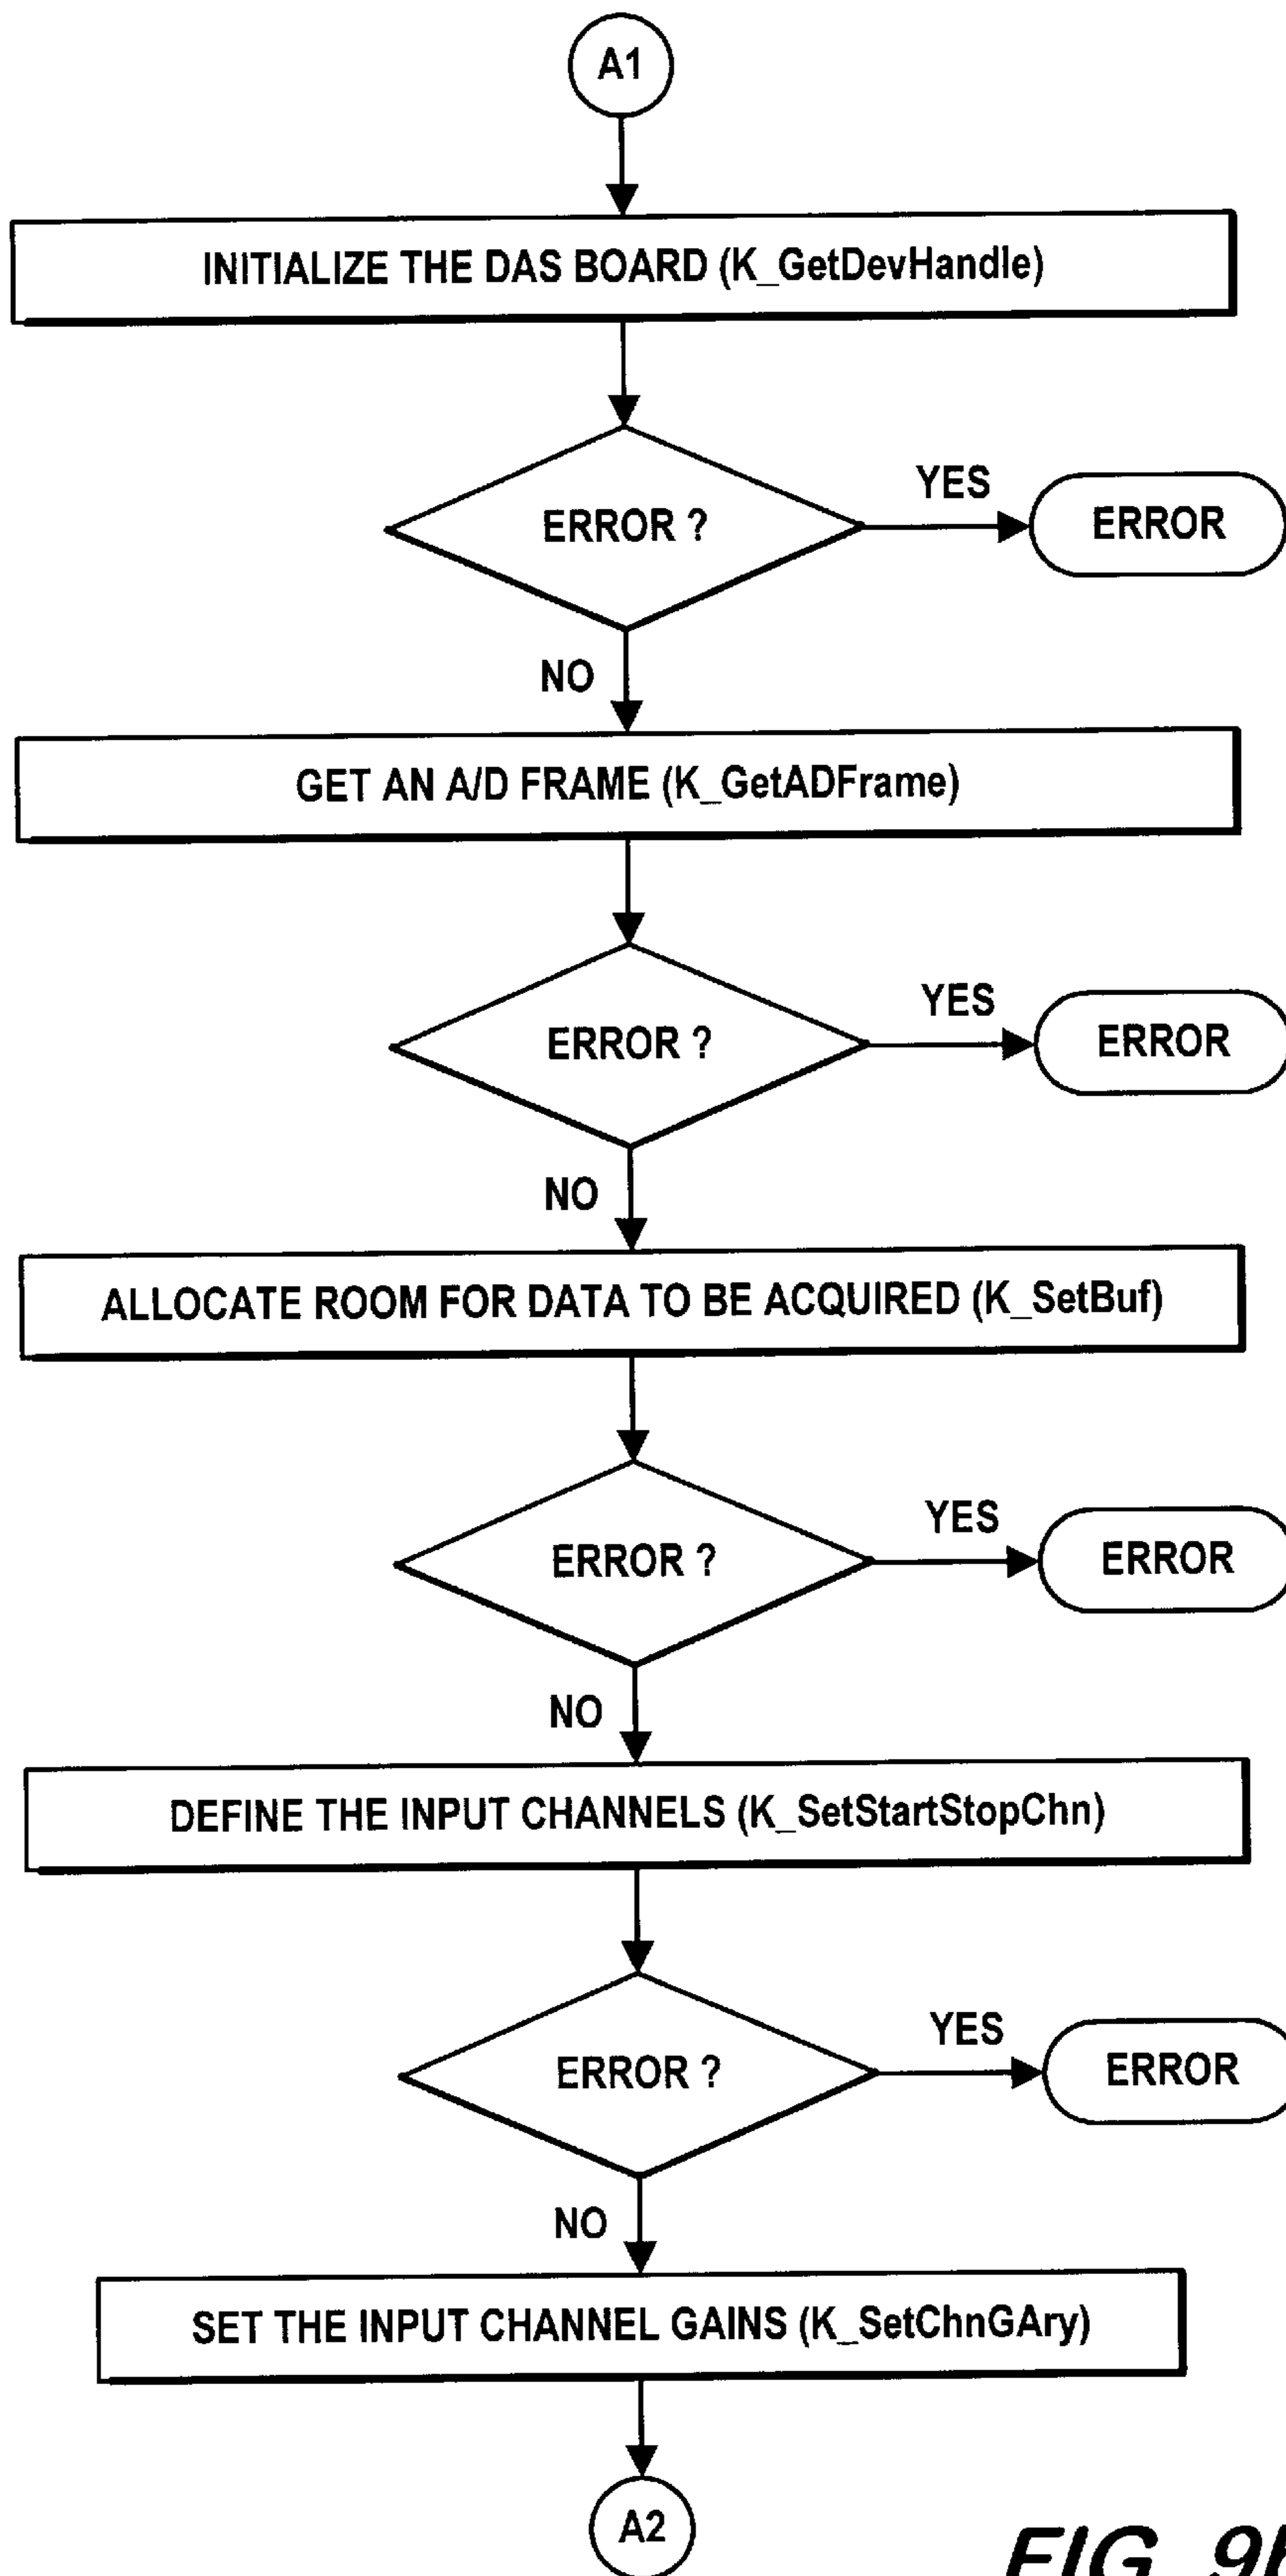 A1
INITIALIZE THE DAS BOARD (K_GetDevHandle)
ERROR ?
YES
ERROR
NO
GET AN A/D FRAME (K_GetADFrame)
ERROR ?
YES
ERROR
NO
ALLOCATE ROOM FOR DATA TO BE ACQUIRED (K_SetBuf)
ERROR ?
YES
ERROR
NO
DEFINE THE INPUT CHANNELS (K_SetStartStopChn)
ERROR ?
YES
ERROR
NO
SET THE INPUT CHANNEL GAINS (K_SetChnGAry)
A2
FIG.